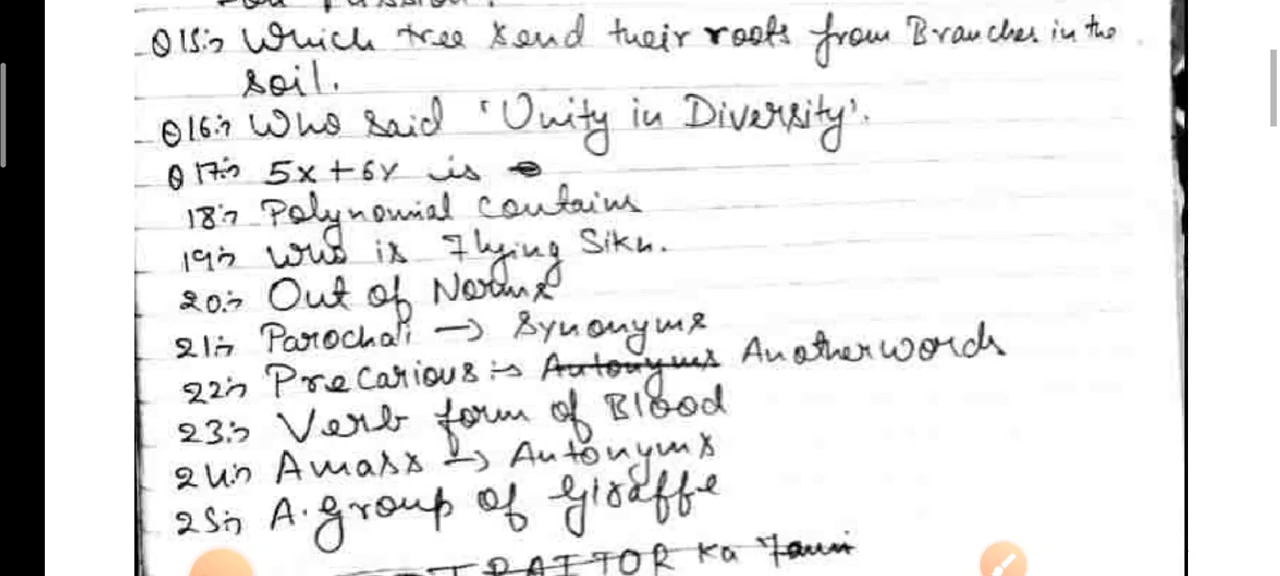 Q15:> Which tree send their roots from Branches in the
soil.
Q16:> Who Said 'Unity in Diversity'.
Q17:> 5x+6Y is
18:> Polynomial Contains
19:> Who is Flying Sikh.
20:> Out of Norms
21:> Parochali → Synonyms
22:> Precarious :→ Antonyms Another words
23:> Verb form of Blood
24:> Amass → Antonyms
25:> A.group of Giraffe
TRAITOR Ka